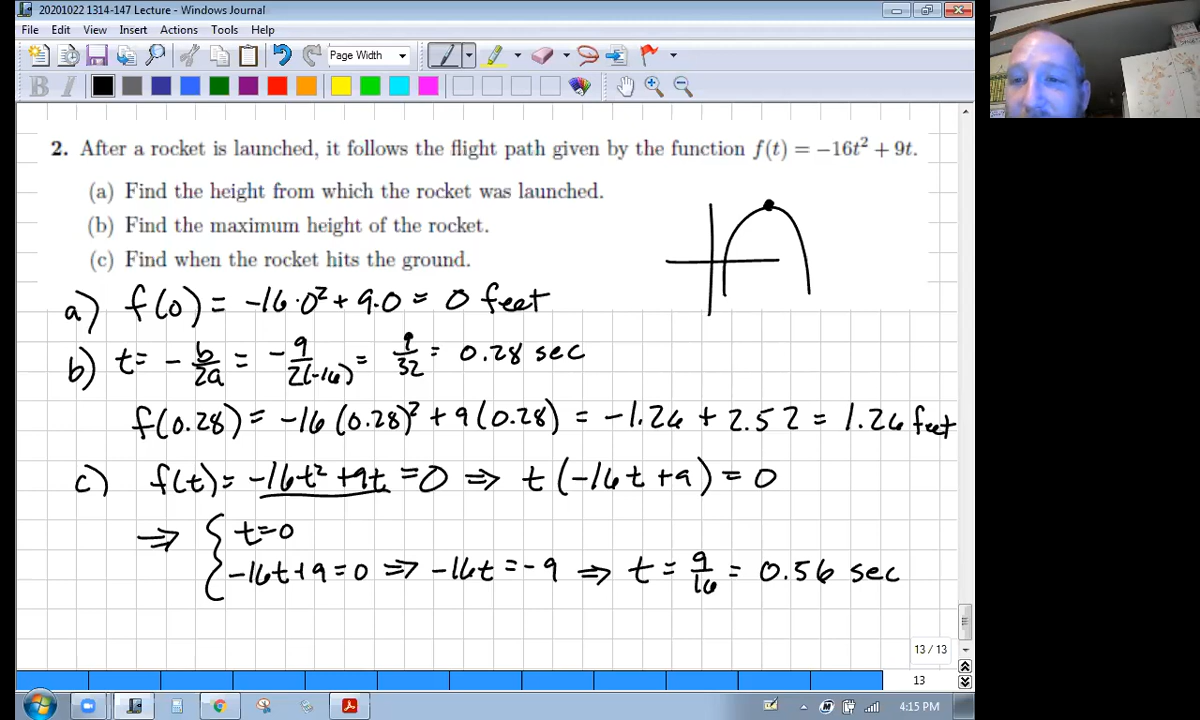 20201022 1314-147 Lecture - Windows Journal
File Edit View Insert Actions Tools Help
Page Width
B I
2. After a rocket is launched, it follows the flight path given by the function f(t) = −16t² + 9t.
(a) Find the height from which the rocket was launched.
(b) Find the maximum height of the rocket.
(c) Find when the rocket hits the ground.
a) f(0) = -16·0² + 9·0 = 0 feet
b) t = - b/2a = - 9/2(-16) = 9/32 = 0.28 sec
f(0.28) = -16 (0.28)² + 9 (0.28) = -1.26 + 2.52 = 1.26 feet
c) f(t) = -16t² + 9t = 0 ⇒ t (-16t + 9) = 0
⇒ { t=0
-16t + 9 = 0 ⇒ -16t = -9 ⇒ t = 9/16 = 0.56 sec
13 / 13
13
4:15 PM